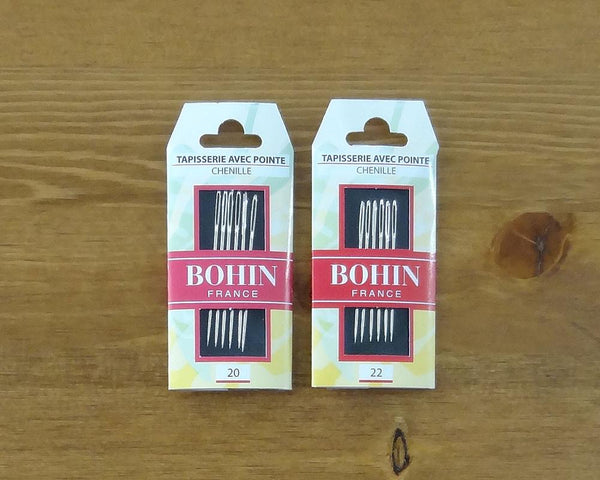 TAPISSERIE AVEC POINTE
CHENILLE
BOHIN
FRANCE
20
TAPISSERIE AVEC POINTE
CHENILLE
BOHIN
FRANCE
22